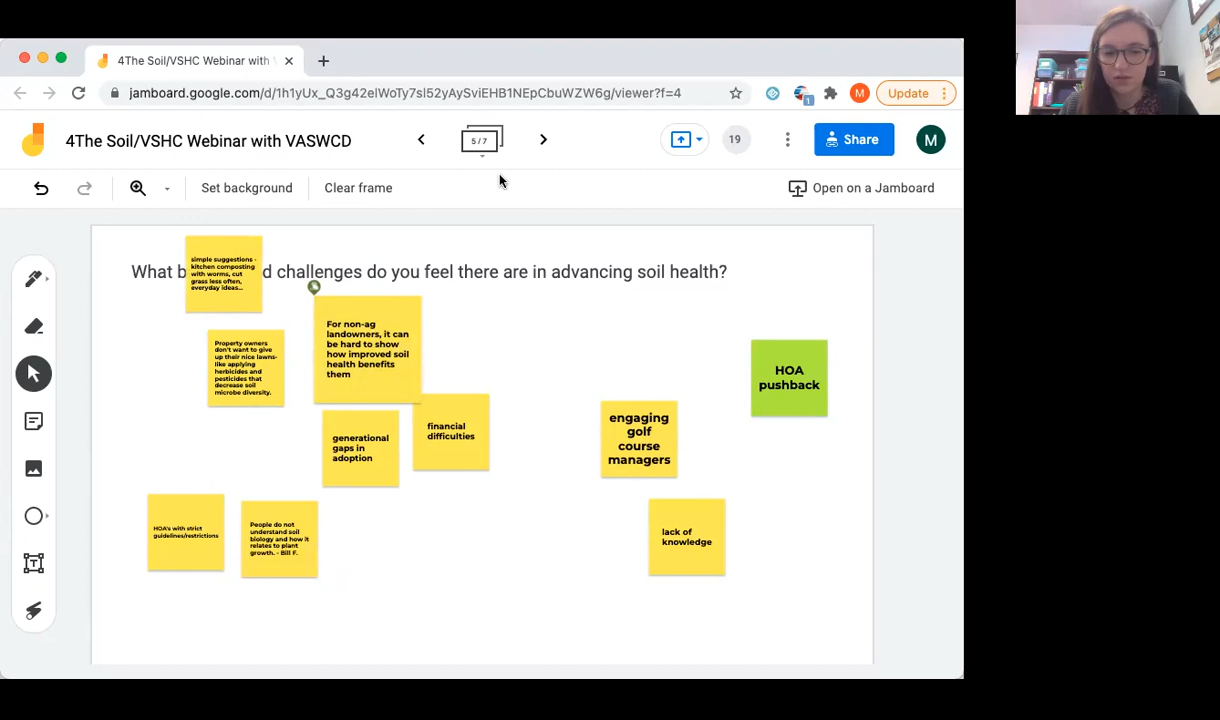 4The Soil/VSHC Webinar with
jamboard.google.com/d/1h1yUx_Q3g42elWoTy7sl52yAySviEHB1NEpCbuWZW6g/viewer?f=4
1
M
Update
4The Soil/VSHC Webinar with VASWCD
5 / 7
19
Share
M
Set background
Clear frame
Open on a Jamboard
What b
d challenges do you feel there are in advancing soil health?
simple suggestions -
kitchen composting
with worms, cut
grass less often,
everyday ideas...
Property owners
don't want to give
up their nice lawns-
like applying
herbicides and
pesticides that
decrease soil
microbe diversity.
For non-ag
landowners, it can
be hard to show
how improved soil
health benefits
them
generational
gaps in
adoption
financial
difficulties
engaging
golf
course
managers
HOA
pushback
HOA's with strict
guidelines/restrictions
People do not
understand soil
biology and how it
relates to plant
growth. - Bill F.
lack of
knowledge